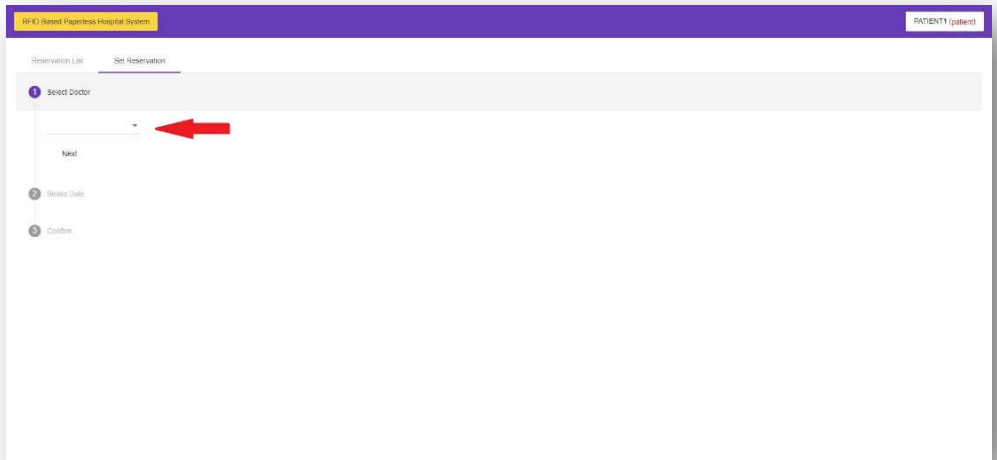 RFID Based Paperless Hospital System
PATIENT1 (patient)
Reservation List
Set Reservation
1 Select Doctor
Next
2 Select Date
3 Confirm